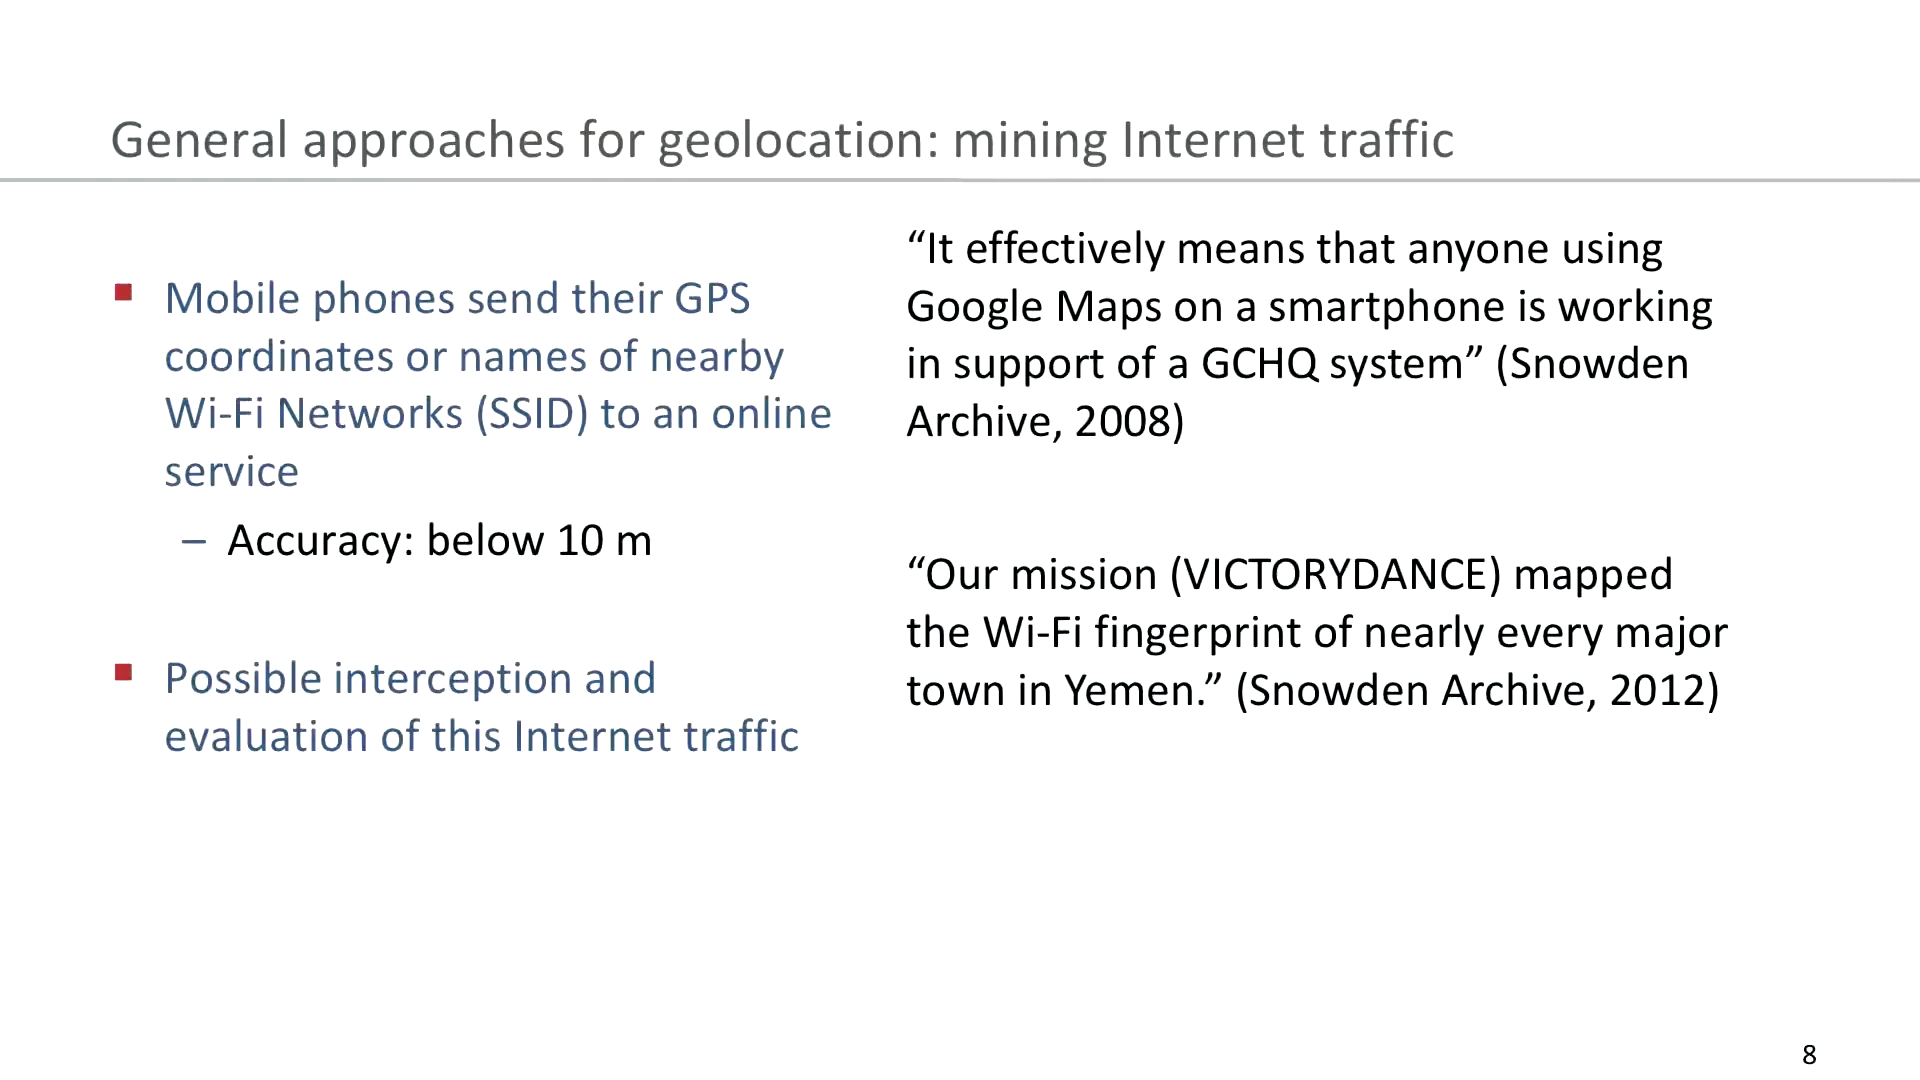 General approaches for geolocation: mining Internet traffic
▪ Mobile phones send their GPS
coordinates or names of nearby
Wi-Fi Networks (SSID) to an online
service
– Accuracy: below 10 m
▪ Possible interception and
evaluation of this Internet traffic
“It effectively means that anyone using
Google Maps on a smartphone is working
in support of a GCHQ system” (Snowden
Archive, 2008)
“Our mission (VICTORYDANCE) mapped
the Wi-Fi fingerprint of nearly every major
town in Yemen.” (Snowden Archive, 2012)
8